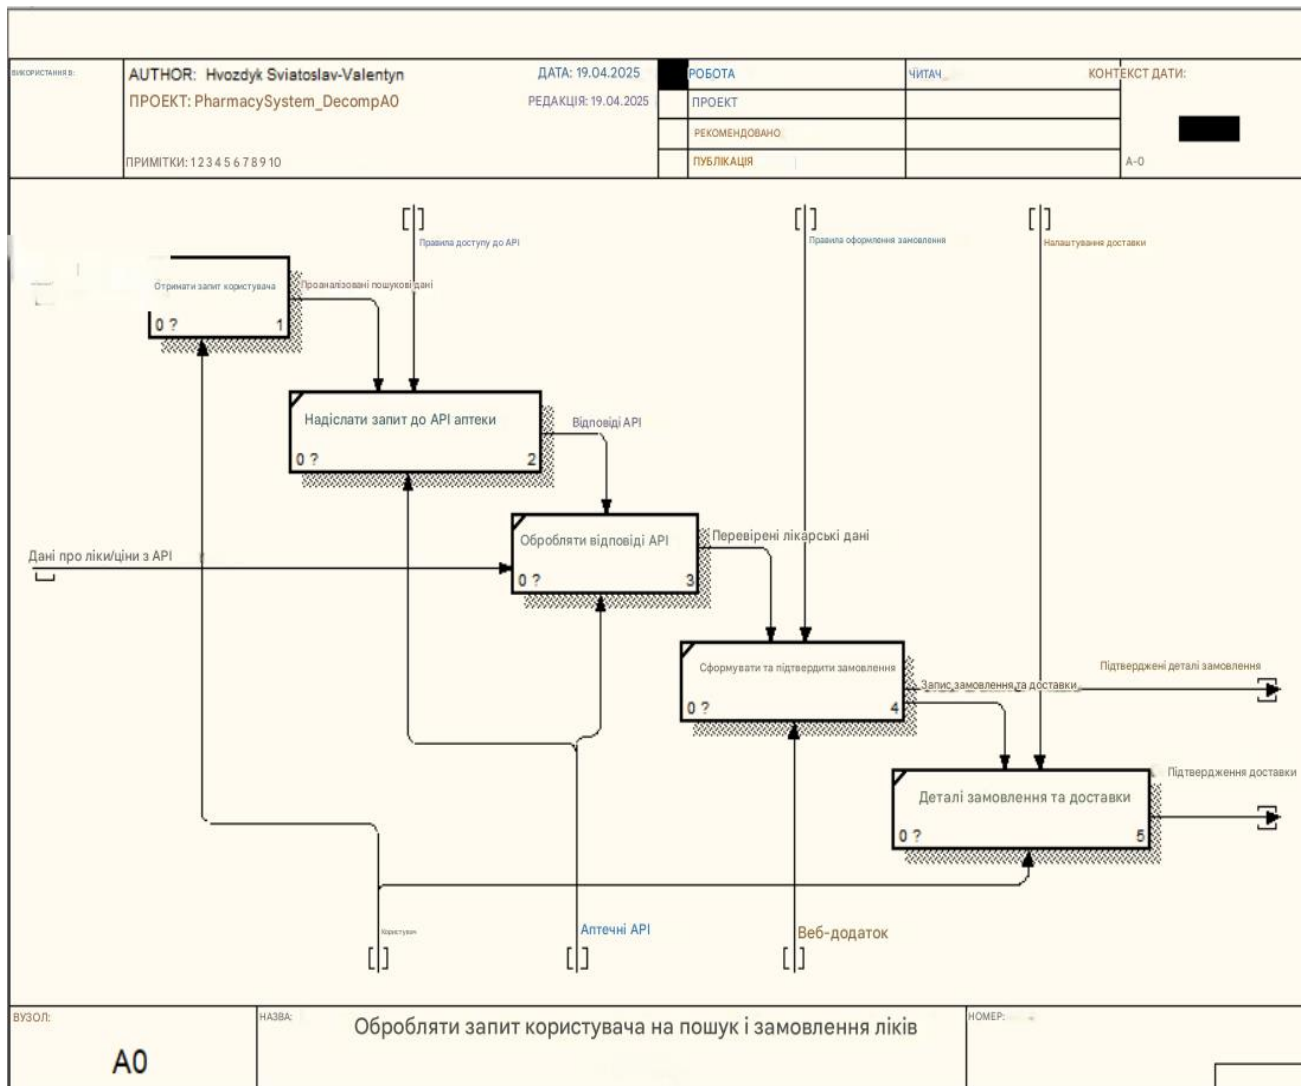 ВИКОРИСТАННЯ В:
AUTHOR: Hvozdyk Sviatoslav-Valentyn
ДАТА: 19.04.2025
РОБОТА
ЧИТАЧ
КОНТЕКСТ ДАТИ:
ПРОЕКТ: PharmacySystem_DecompA0
РЕДАКЦІЯ: 19.04.2025
ПРОЕКТ
РЕКОМЕНДОВАНО
ПРИМІТКИ: 1 2 3 4 5 6 7 8 9 10
ПУБЛІКАЦІЯ
A-0
Правила доступу до API
Правила оформлення замовлення
Налаштування доставки
Отримати запит користувача
Проаналізовані пошукові дані
0 ? 1
Надіслати запит до API аптеки
Відповіді API
0 ? 2
Обробляти відповіді API
Перевірені лікарські дані
Дані про ліки/ціни з API
0 ? 3
Сформувати та підтвердити замовлення
Підтверджені деталі замовлення
Запис замовлення та доставки
0 ? 4
Підтвердження доставки
Деталі замовлення та доставки
0 ? 5
Користувач
Аптечні API
Веб-додаток
ВУЗОЛ:
НАЗВА:
Обробляти запит користувача на пошук і замовлення ліків
НОМЕР:
A0